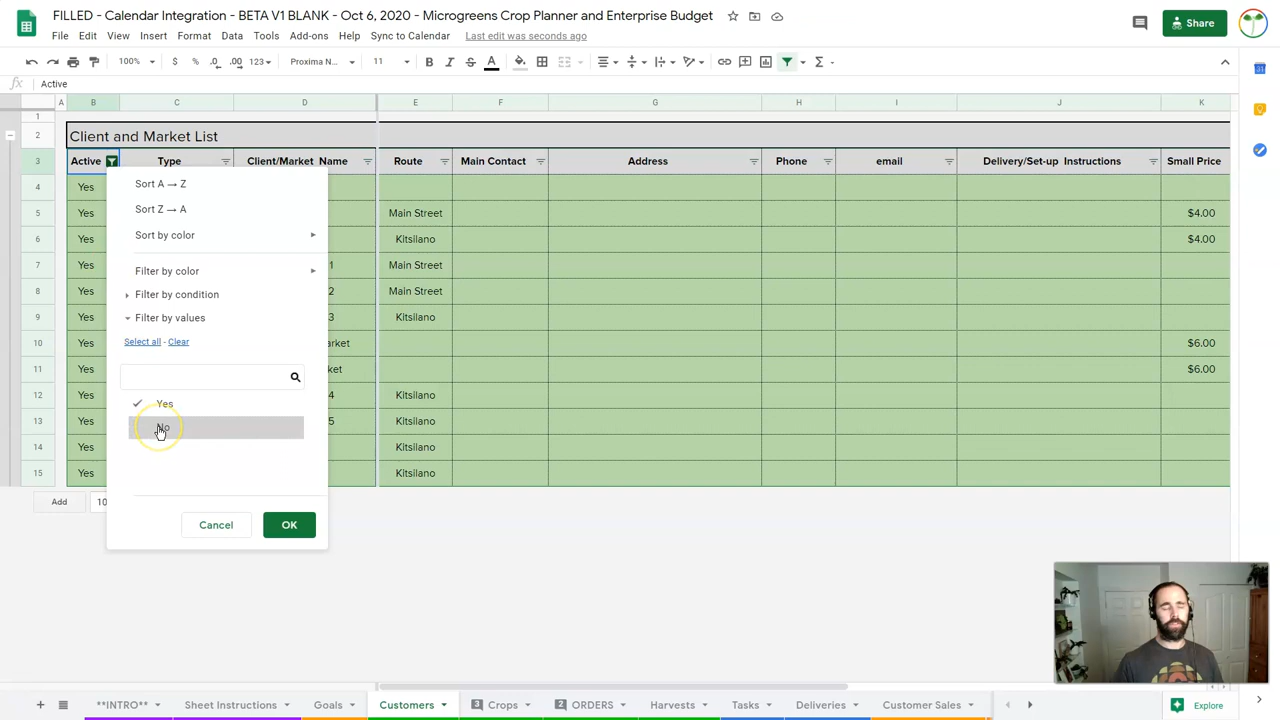 FILLED - Calendar Integration - BETA V1 BLANK - Oct 6, 2020 - Microgreens Crop Planner and Enterprise Budget
File Edit View Insert Format Data Tools Add-ons Help Sync to Calendar Last edit was seconds ago
Share
100% $ % .0 .00 123 Proxima N... 11 B I S A
fx Active
A B C D E F G H I J K
1
2 Client and Market List
3 Active Type Client/Market Name Route Main Contact Address Phone email Delivery/Set-up Instructions Small Price
4 Yes
5 Yes Main Street $4.00
6 Yes Kitsilano $4.00
7 Yes 1 Main Street
8 Yes 2 Main Street
9 Yes 3 Kitsilano
10 Yes arket $6.00
11 Yes ket $6.00
12 Yes 4 Kitsilano
13 Yes 5 Kitsilano
14 Yes Kitsilano
15 Yes Kitsilano
Add 10
Sort A → Z
Sort Z → A
Sort by color
Filter by color
Filter by condition
Filter by values
Select all - Clear
Yes
No
Cancel OK
**INTRO** Sheet Instructions Goals Customers 3 Crops 2 ORDERS Harvests Tasks Deliveries Customer Sales Explore